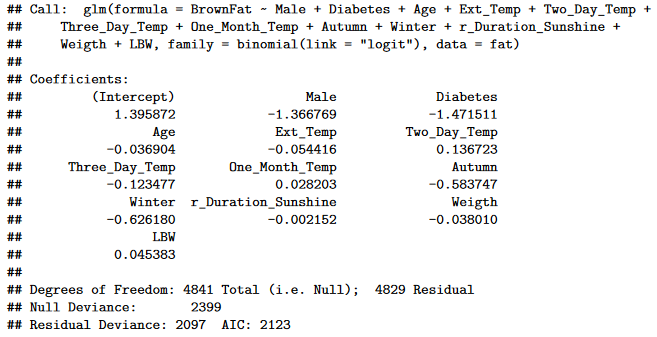 ## Call:  glm(formula = BrownFat ~ Male + Diabetes + Age + Ext_Temp + Two_Day_Temp +
##     Three_Day_Temp + One_Month_Temp + Autumn + Winter + r_Duration_Sunshine +
##     Weigth + LBW, family = binomial(link = "logit"), data = fat)
##
## Coefficients:
##         (Intercept)                 Male             Diabetes
##            1.395872            -1.366769            -1.471511
##                 Age             Ext_Temp         Two_Day_Temp
##           -0.036904            -0.054416             0.136723
##      Three_Day_Temp       One_Month_Temp               Autumn
##           -0.123477             0.028203            -0.583747
##              Winter  r_Duration_Sunshine               Weigth
##           -0.626180            -0.002152            -0.038010
##                 LBW
##            0.045383
##
## Degrees of Freedom: 4841 Total (i.e. Null);  4829 Residual
## Null Deviance:       2399
## Residual Deviance: 2097  AIC: 2123